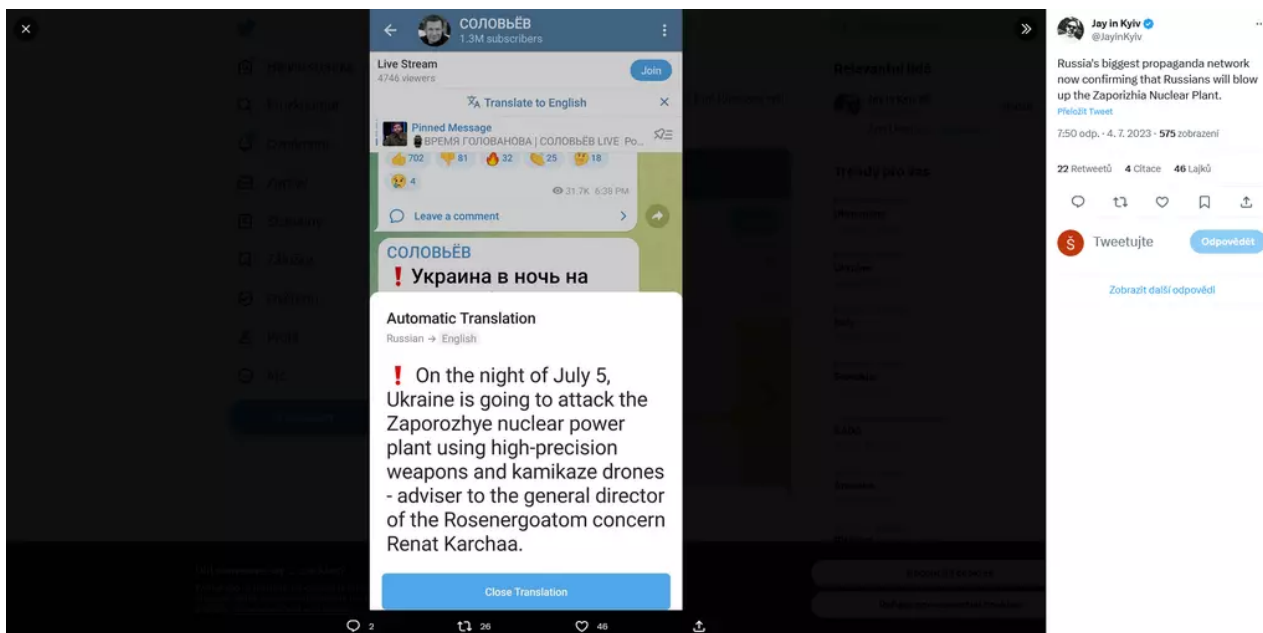 СОЛОВЬЁВ
1.3M subscribers
Live Stream
4746 viewers
Join
Translate to English
Pinned Message
ВРЕМЯ ГОЛОВАНОВА | СОЛОВЬЁВ LIVE Po...
702 81 32 25 18
4
31.7K 6:38 PM
Leave a comment
СОЛОВЬЁВ
❗ Украина в ночь на
Automatic Translation
Russian → English
❗ On the night of July 5,
Ukraine is going to attack the
Zaporozhye nuclear power
plant using high-precision
weapons and kamikaze drones
- adviser to the general director
of the Rosenergoatom concern
Renat Karchaa.
Close Translation
2 26 46
Jay in Kyiv
@JayinKyiv
Russia's biggest propaganda network
now confirming that Russians will blow
up the Zaporizhia Nuclear Plant.
Přeložit Tweet
7:50 odp. · 4. 7. 2023 · 575 zobrazení
22 Retweetů 4 Citace 46 Lajků
Š
Tweetujte
Odpovědět
Zobrazit další odpovědi
Relevantní lidé
Trendy pro vás